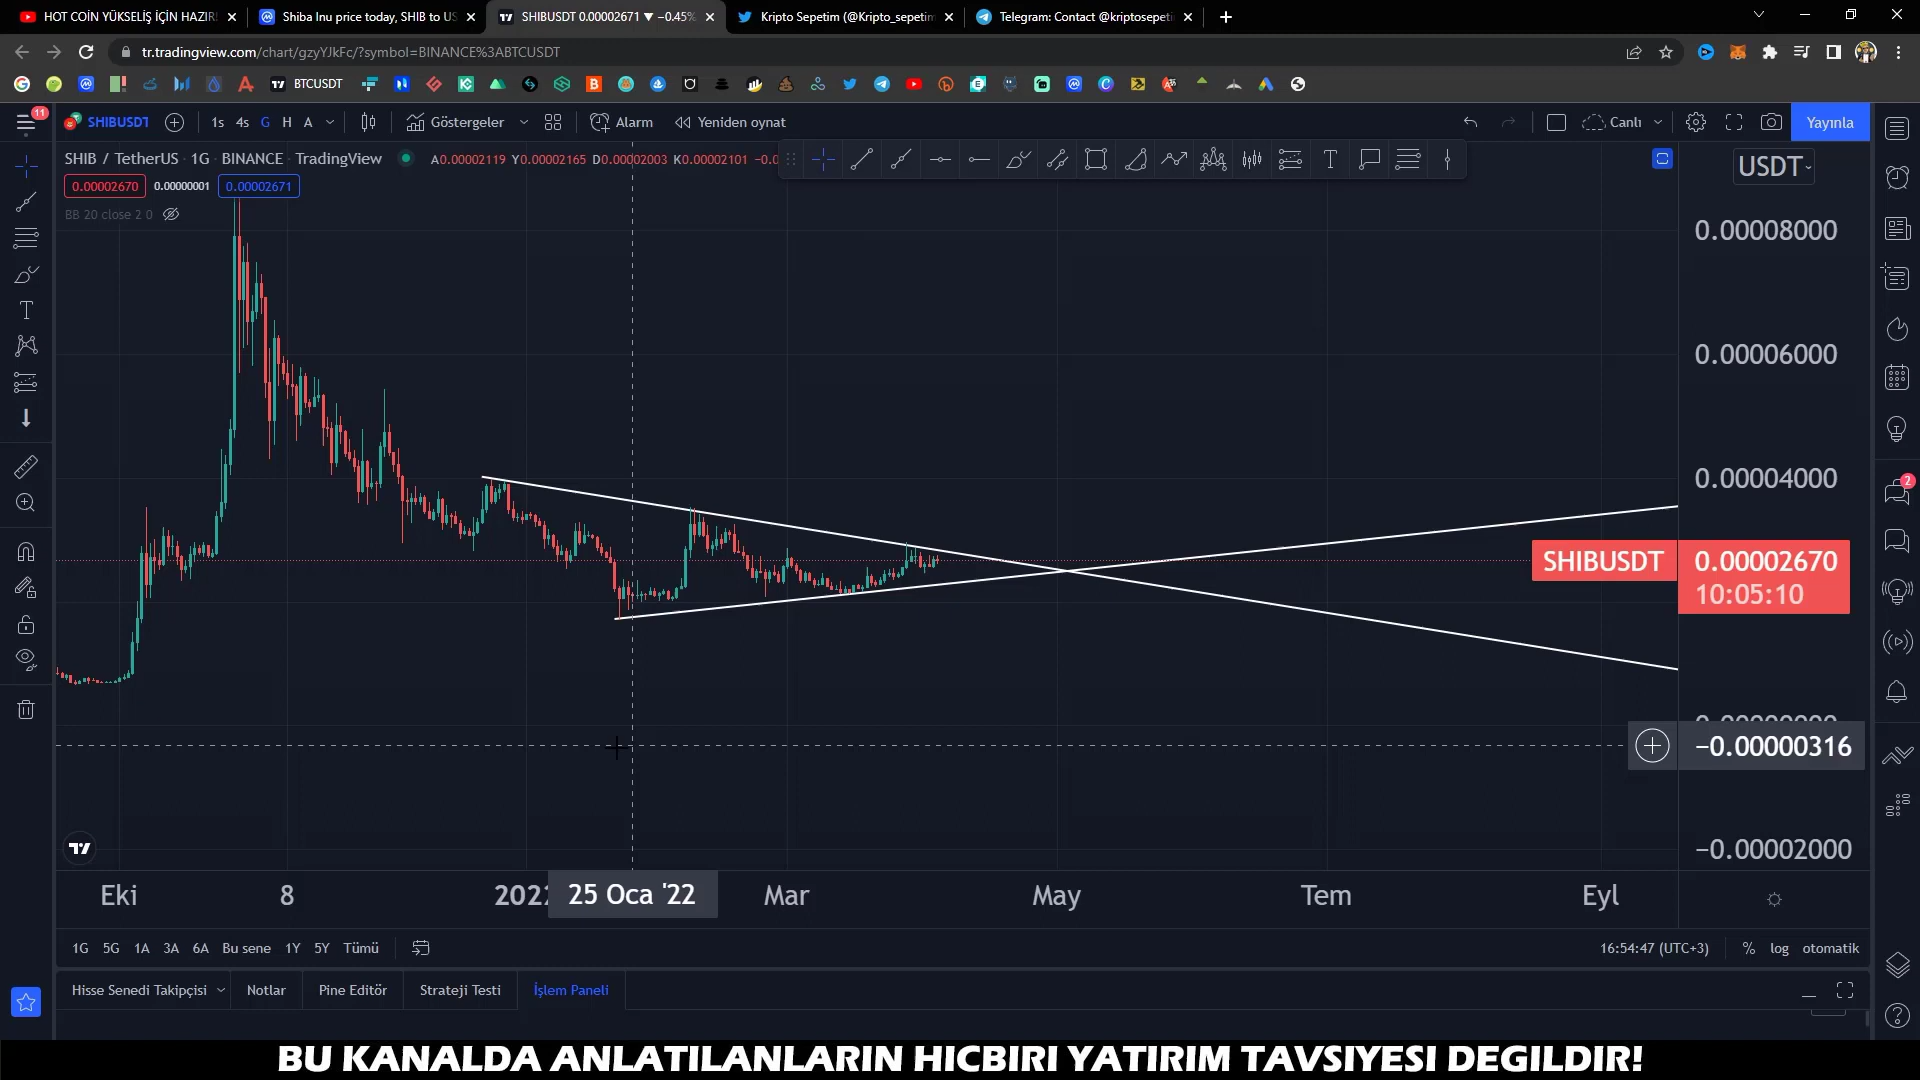 HOT COİN YÜKSELİŞ İÇİN HAZIR!
Shiba Inu price today, SHIB to US
SHIBUSDT 0.00002671 ▼ −0.45%
Kripto Sepetim (@Kripto_sepetim
Telegram: Contact @kriptosepeti
tr.tradingview.com/chart/gzyYJkFc/?symbol=BINANCE%3ABTCUSDT
BTCUSDT
11
SHIBUSDT
1s 4s G H A
Göstergeler
Alarm
Yeniden oynat
Canlı
Yayınla
SHIB / TetherUS · 1G · BINANCE · TradingView
A0.00002119 Y0.00002165 D0.00002003 K0.00002101 −0.0
USDT
0.00002670 0.00000001 0.00002671
BB 20 close 2 0
0.00008000
0.00006000
0.00004000
2
SHIBUSDT 0.00002670
10:05:10
−0.00000316
−0.00002000
Eki 8 2022 25 Oca '22 Mar May Tem Eyl
1G 5G 1A 3A 6A Bu sene 1Y 5Y Tümü
16:54:47 (UTC+3) % log otomatik
Hisse Senedi Takipçisi Notlar Pine Editör Strateji Testi İşlem Paneli
BU KANALDA ANLATILANLARIN HICBIRI YATIRIM TAVSIYESI DEGILDIR!